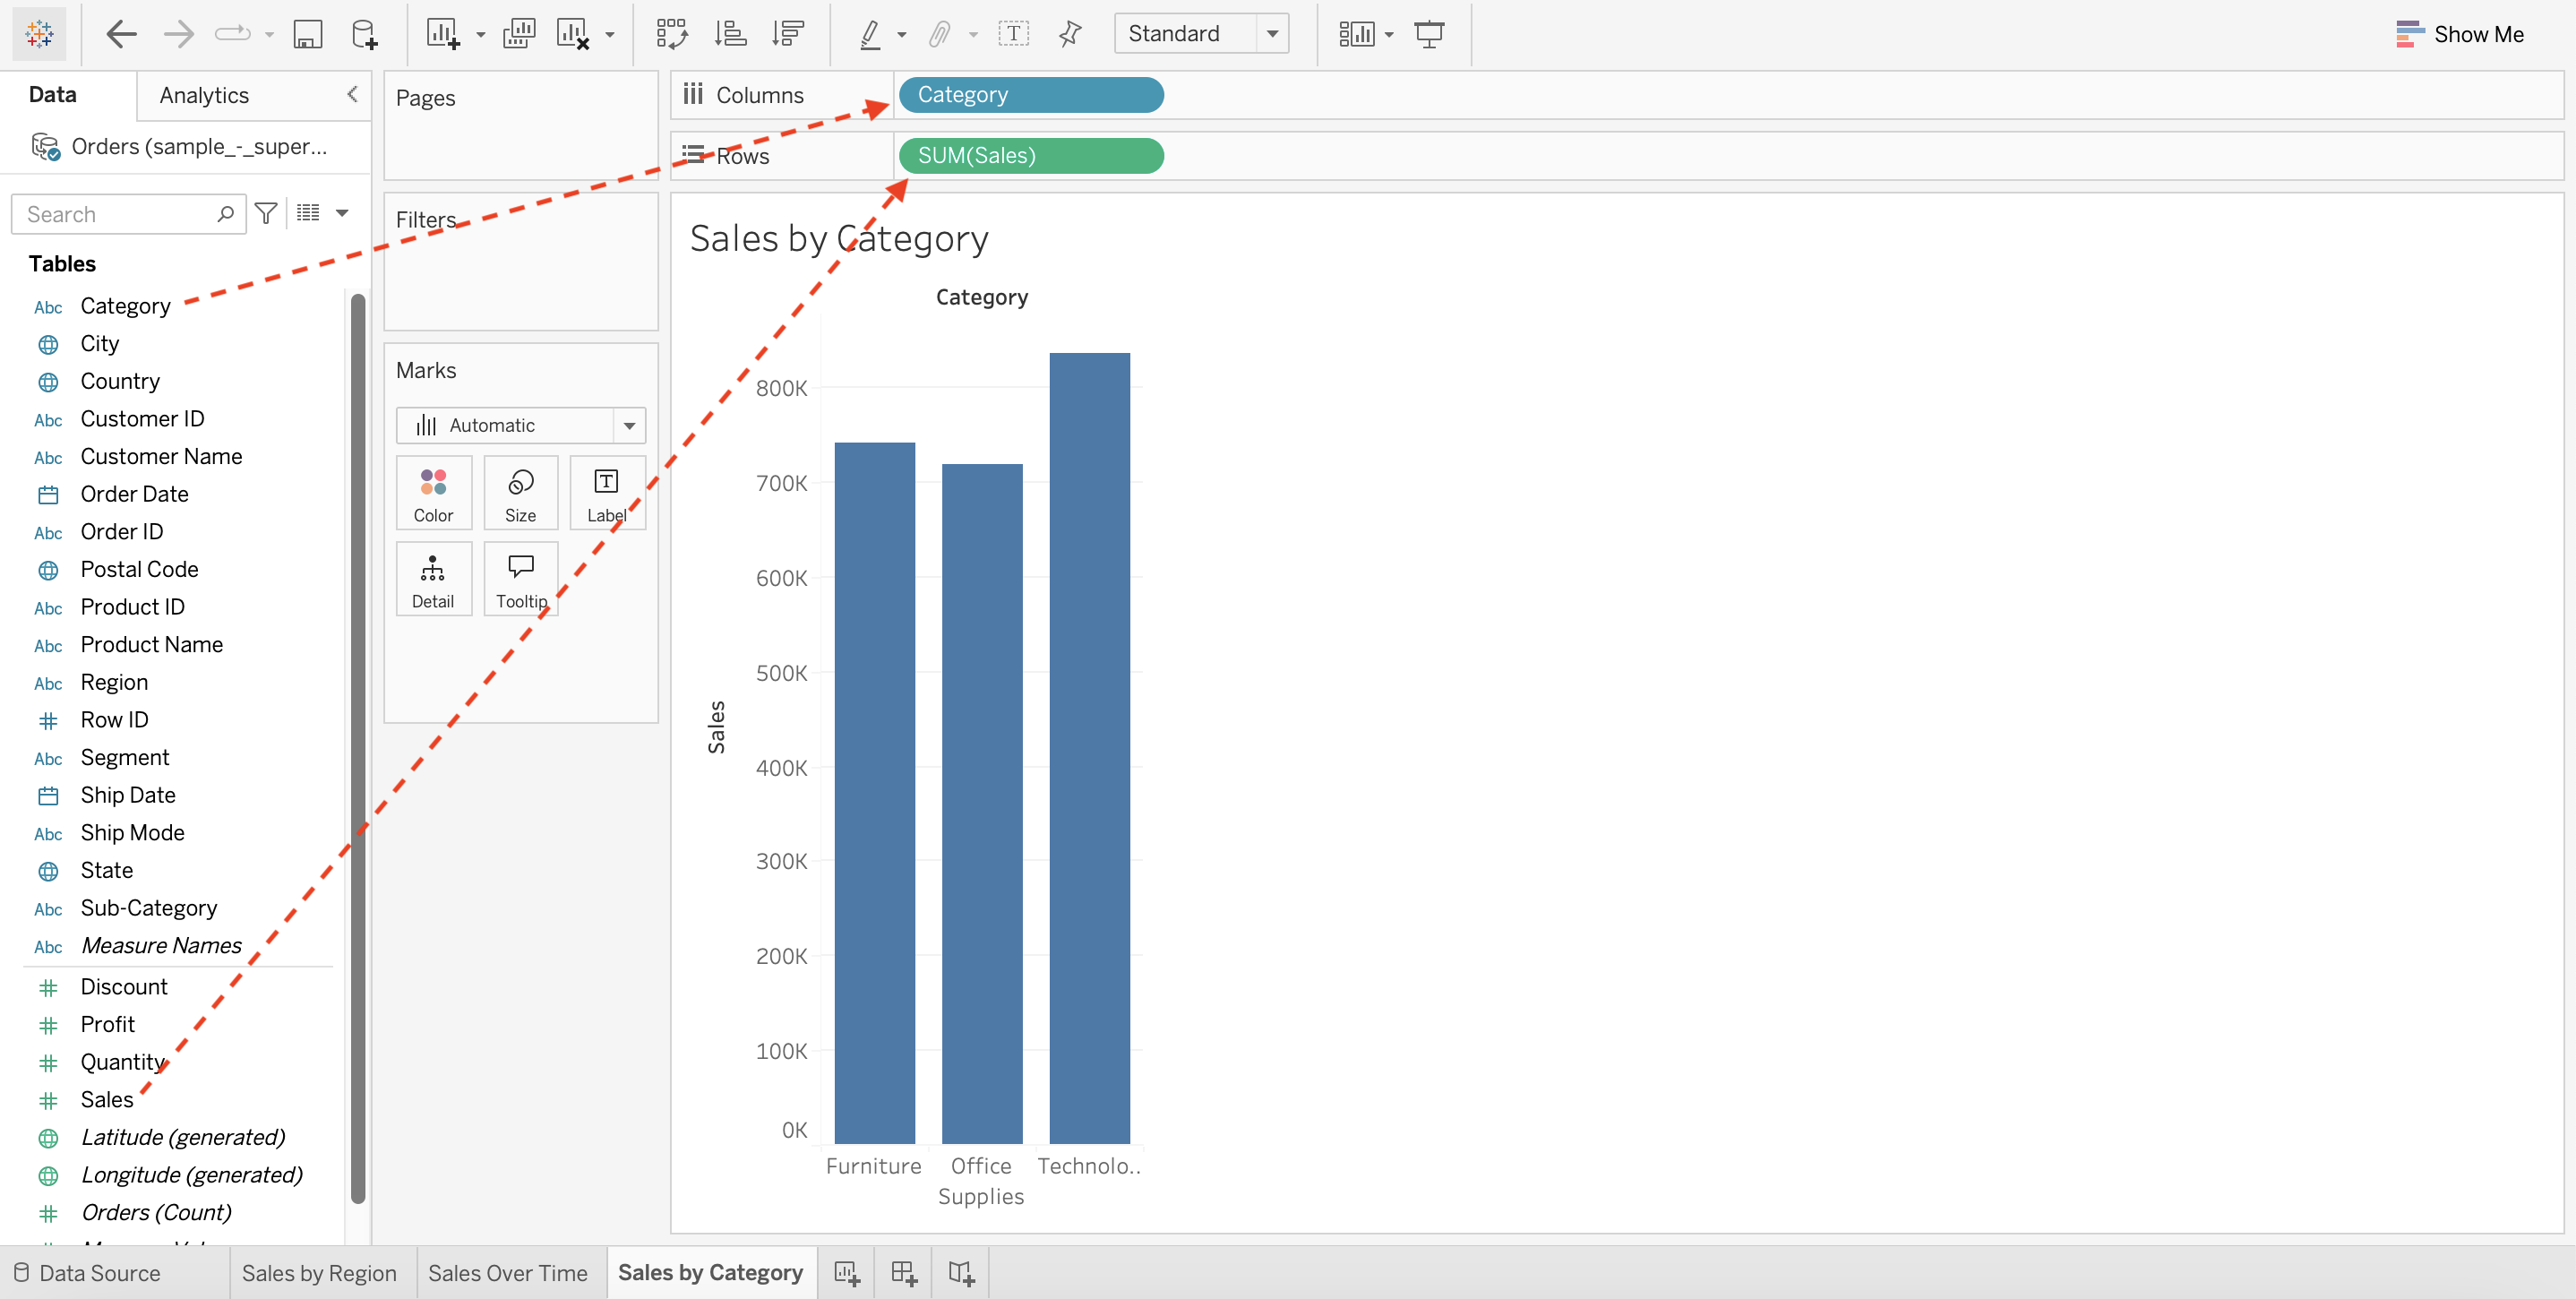 Standard
Show Me
Data
Analytics
Orders (sample_-_super...
Search
Tables
Abc Category
City
Country
Abc Customer ID
Abc Customer Name
Order Date
Abc Order ID
Postal Code
Abc Product ID
Abc Product Name
Abc Region
# Row ID
Abc Segment
Ship Date
Abc Ship Mode
State
Abc Sub-Category
Abc Measure Names
# Discount
# Profit
# Quantity
# Sales
Latitude (generated)
Longitude (generated)
# Orders (Count)
Pages
Filters
Marks
Automatic
Color Size Label
Detail Tooltip
Columns Category
Rows SUM(Sales)
Sales by Category
Category
Sales
800K
700K
600K
500K
400K
300K
200K
100K
0K
Furniture Office Technolo..
Supplies
Data Source Sales by Region Sales Over Time Sales by Category